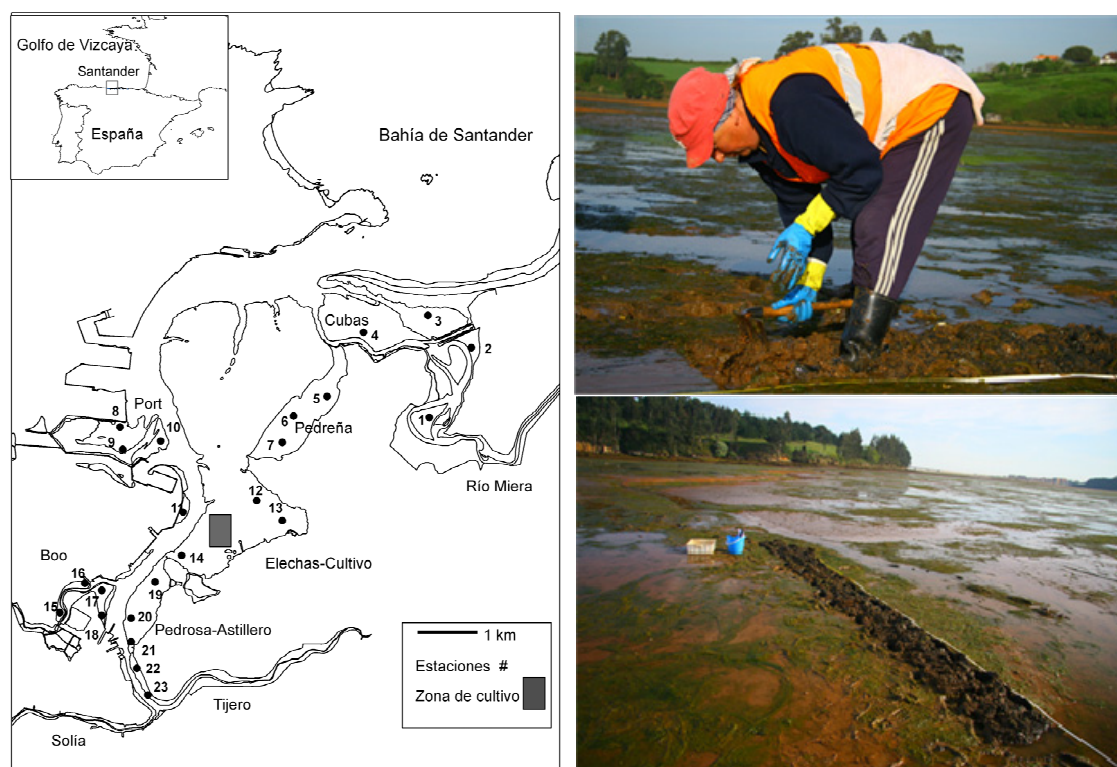 Golfo de Vizcaya
Santander
España
Bahía de Santander
Cubas
3
4
2
5
6
Pedreña
7
1
Río Miera
Port
8
10
9
11
12
13
14
Elechas-Cultivo
Boo
16
15
17
18
19
20
Pedrosa-Astillero
21
22
23
Tijero
Solía
1 km
Estaciones #
Zona de cultivo